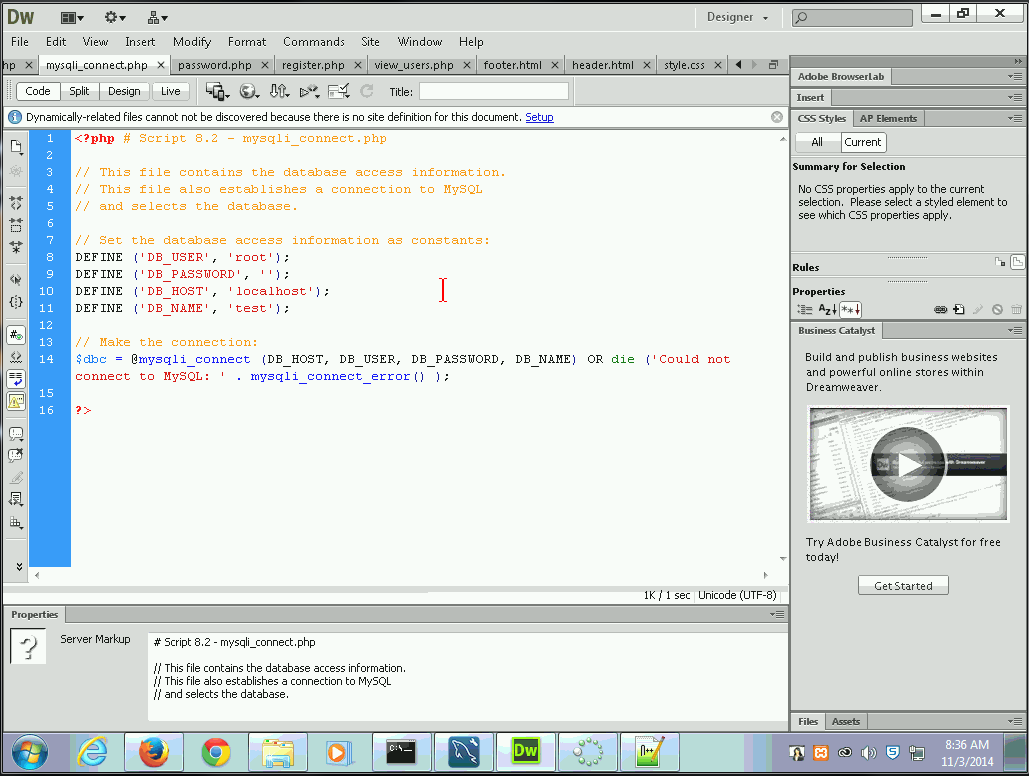 Dw
Designer
File Edit View Insert Modify Format Commands Site Window Help
hp mysqli_connect.php password.php register.php view_users.php footer.html header.html style.css
Code Split Design Live Title:
Dynamically-related files cannot not be discovered because there is no site definition for this document. Setup
1 <?php # Script 8.2 - mysqli_connect.php
2
3 // This file contains the database access information.
4 // This file also establishes a connection to MySQL
5 // and selects the database.
6
7 // Set the database access information as constants:
8 DEFINE ('DB_USER', 'root');
9 DEFINE ('DB_PASSWORD', '');
10 DEFINE ('DB_HOST', 'localhost');
11 DEFINE ('DB_NAME', 'test');
12
13 // Make the connection:
14 $dbc = @mysqli_connect (DB_HOST, DB_USER, DB_PASSWORD, DB_NAME) OR die ('Could not
connect to MySQL: ' . mysqli_connect_error() );
15
16 ?>
1K / 1 sec Unicode (UTF-8)
Properties
Server Markup
# Script 8.2 - mysqli_connect.php
// This file contains the database access information.
// This file also establishes a connection to MySQL
// and selects the database.
Adobe BrowserLab
Insert
CSS Styles AP Elements
All Current
Summary for Selection
No CSS properties apply to the current
selection. Please select a styled element to
see which CSS properties apply.
Rules
Properties
Business Catalyst
Build and publish business websites
and powerful online stores within
Dreamweaver.
Try Adobe Business Catalyst for free
today!
Get Started
Files Assets
Dw
8:36 AM
11/3/2014